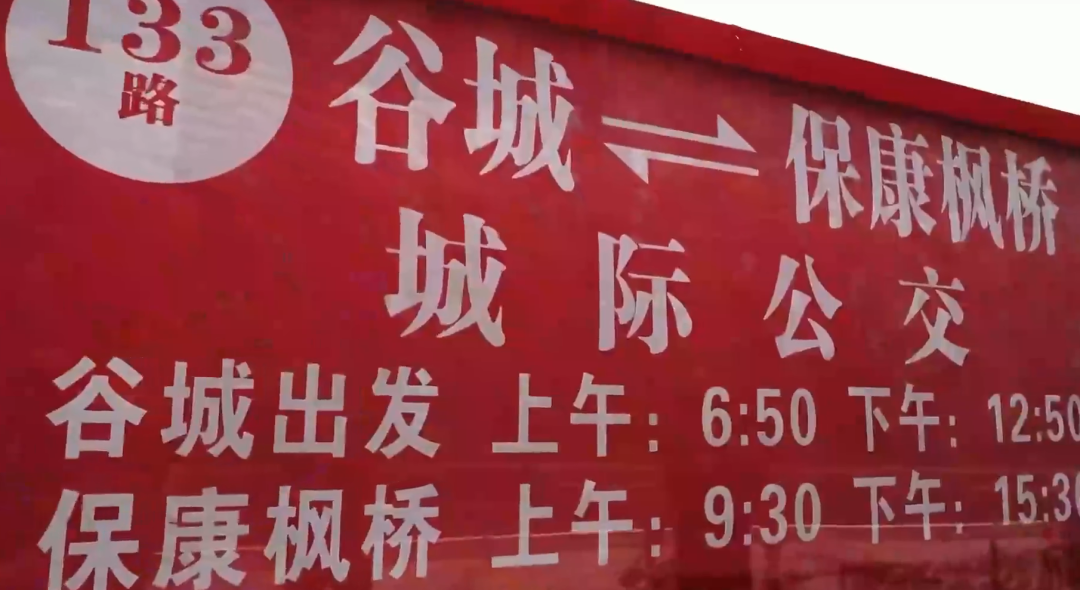 133
路
谷城⇌保康枫桥
城际公交
谷城出发 上午：6:50 下午：12:50
保康枫桥 上午：9:30 下午：15:30